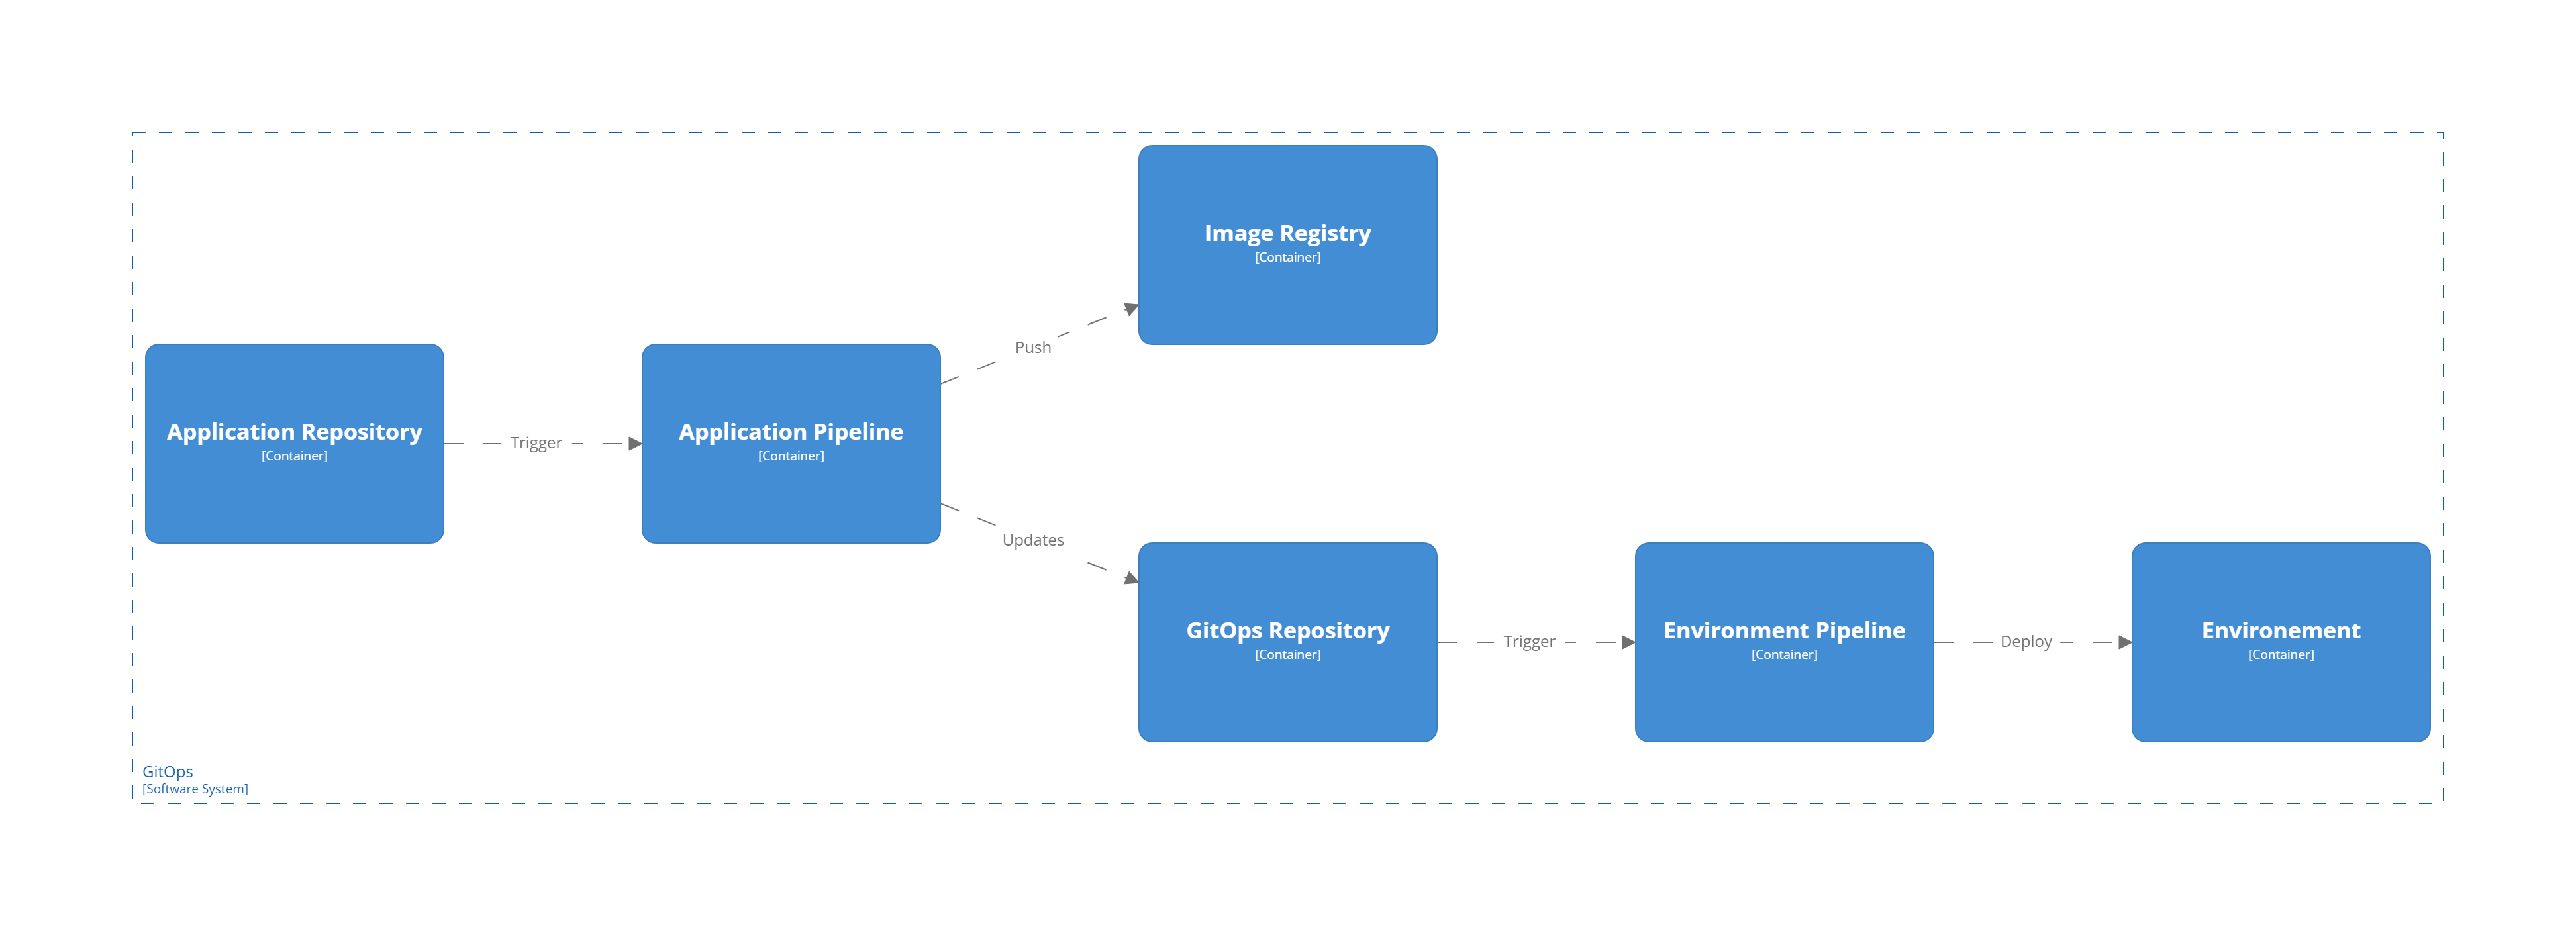 Image Registry
[Container]
Push
Application Repository
[Container]
Trigger
Application Pipeline
[Container]
Updates
GitOps Repository
[Container]
Trigger
Environment Pipeline
[Container]
Deploy
Environement
[Container]
GitOps
[Software System]